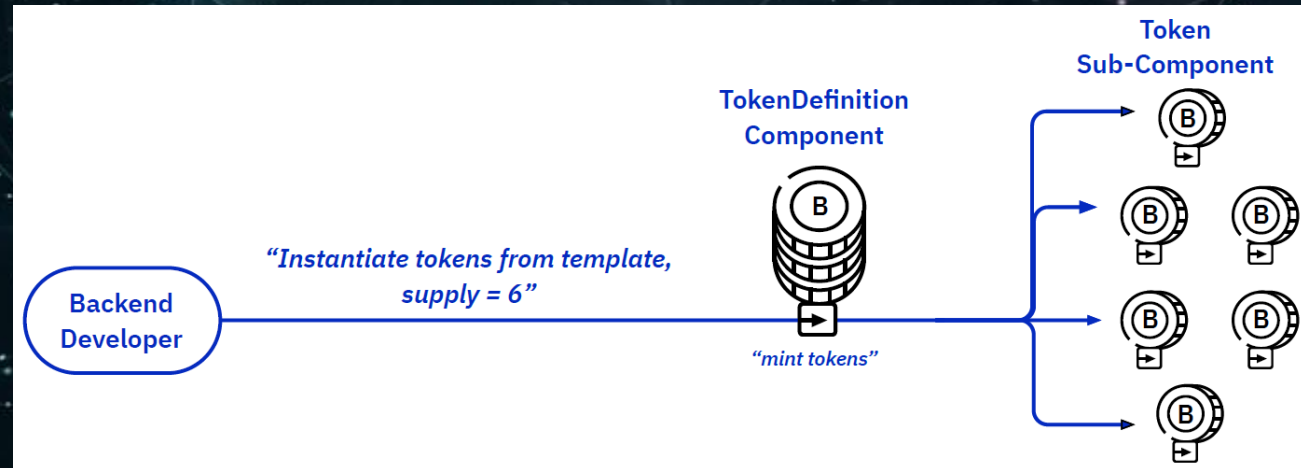 Token
Sub-Component
TokenDefinition
Component
B
B
B
B
“Instantiate tokens from template,
supply = 6”
Backend
Developer
B
B
“mint tokens”
B